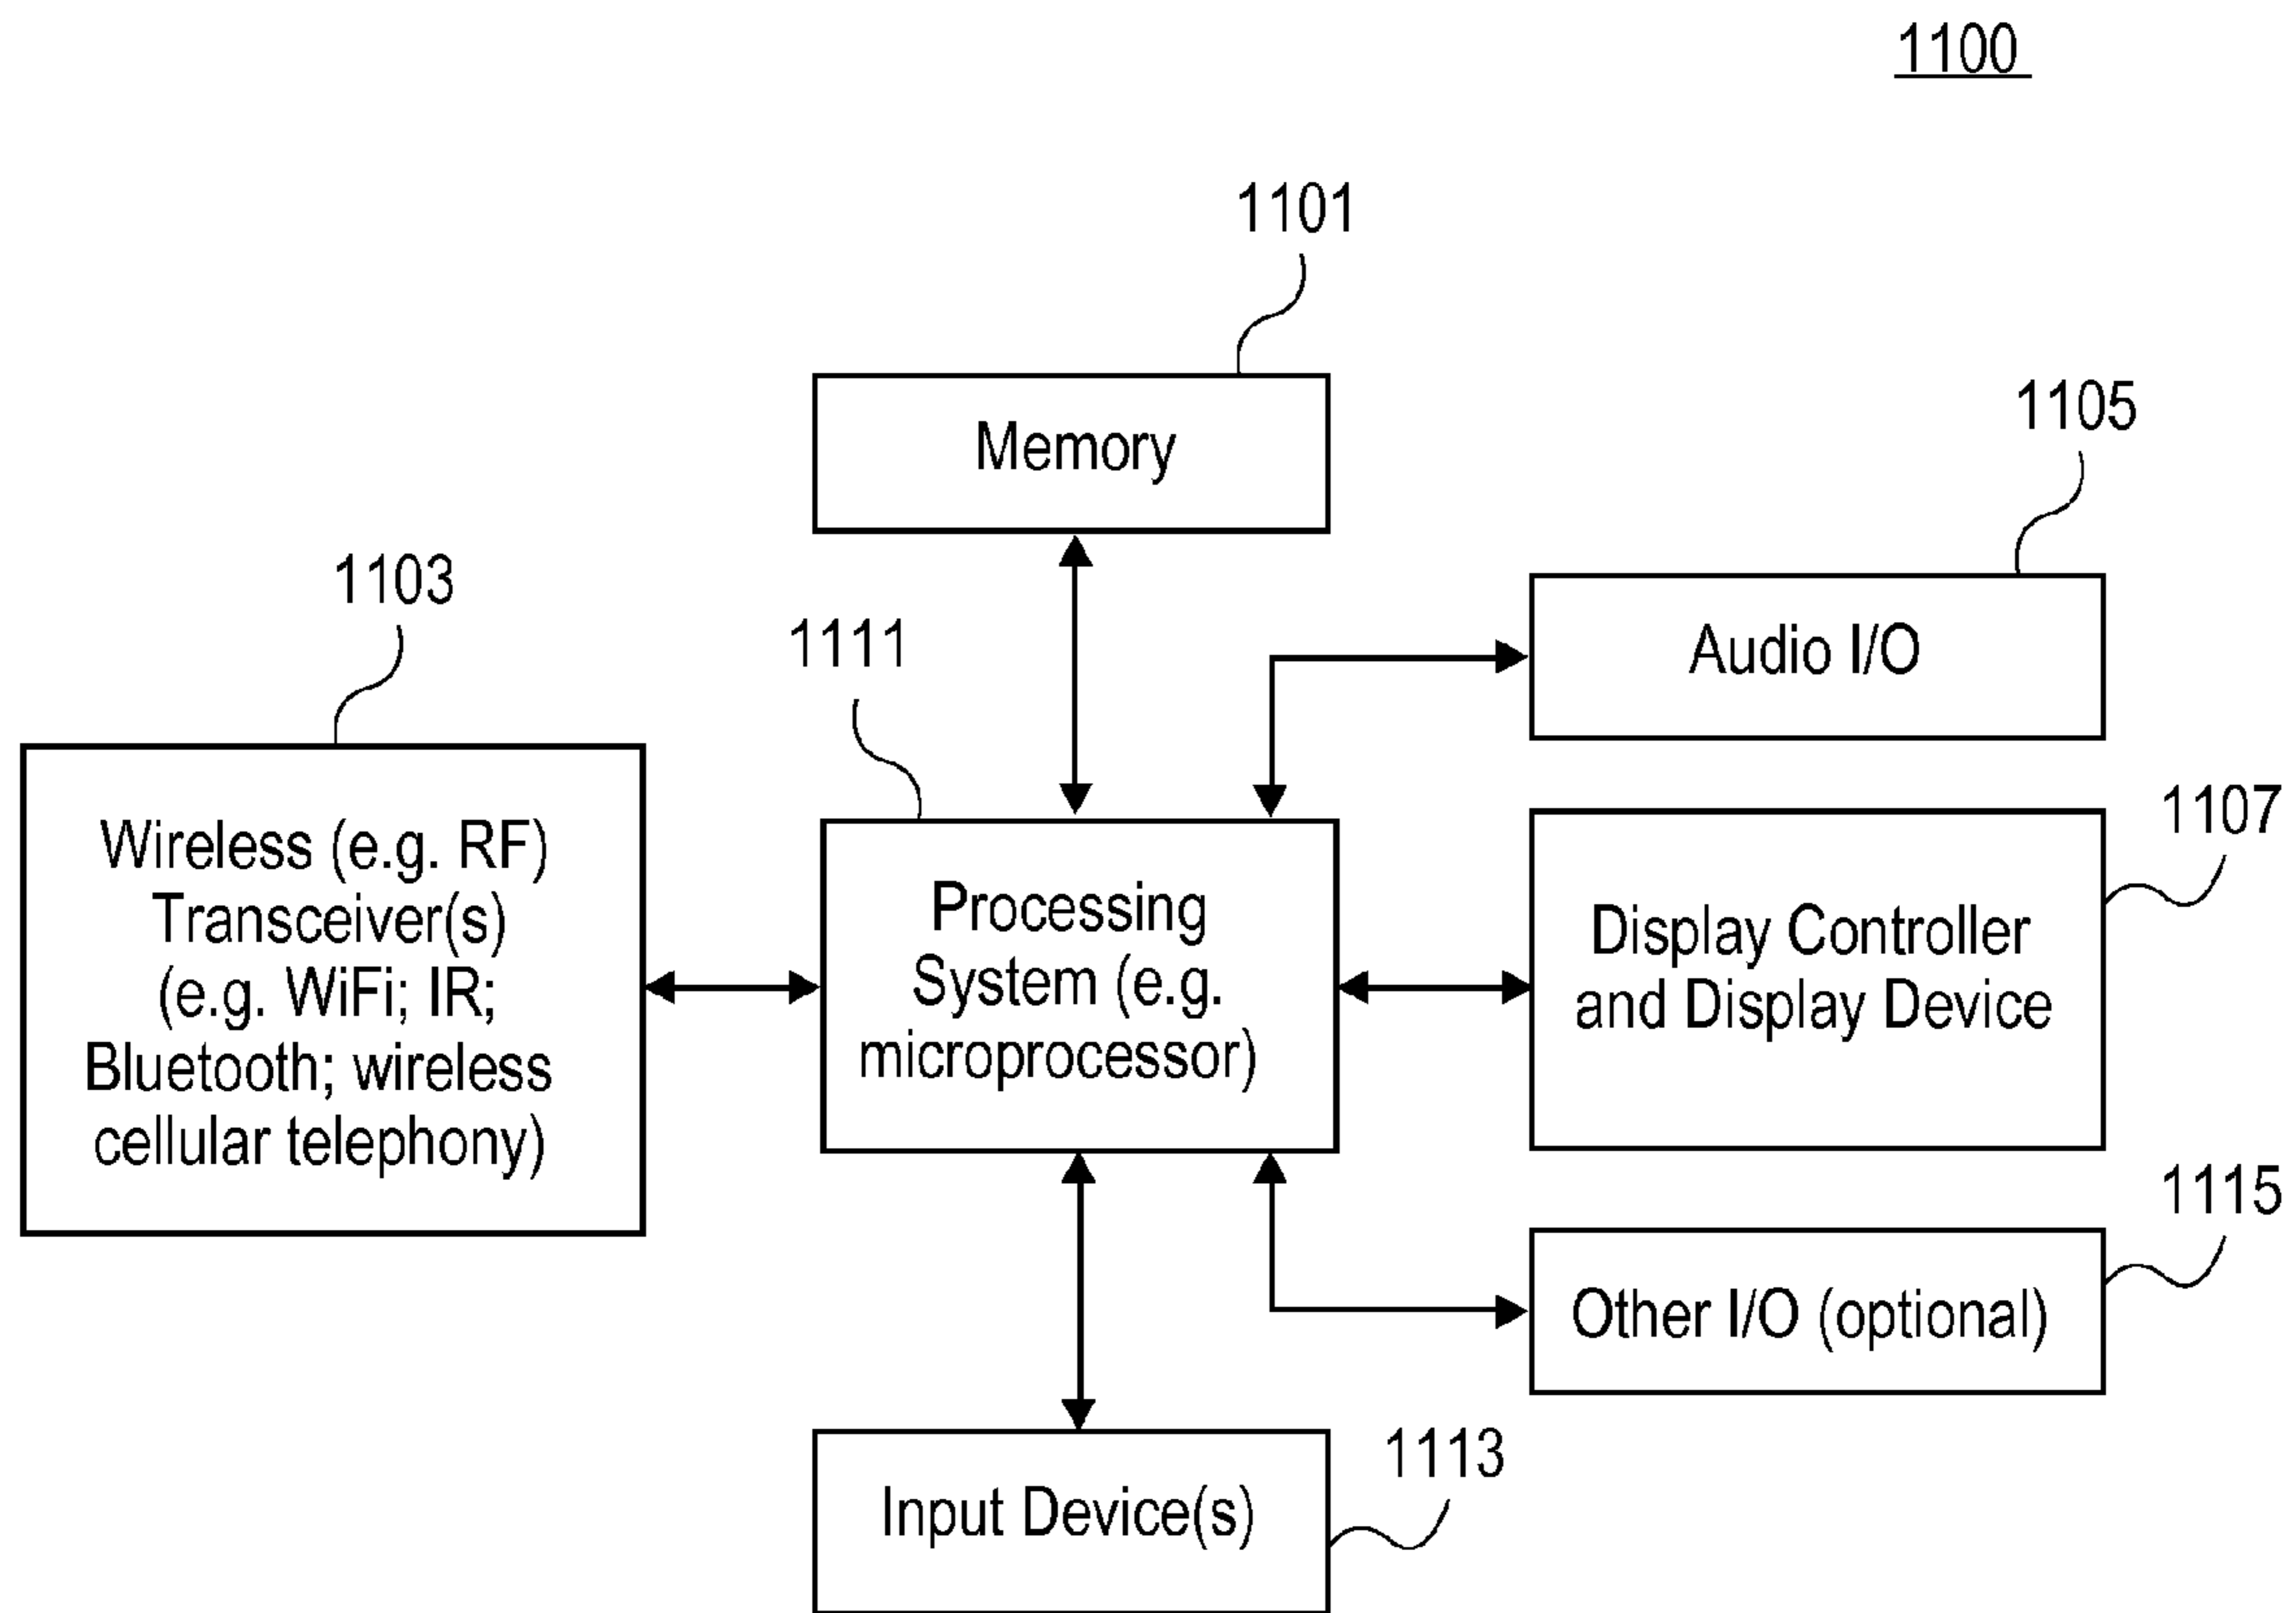 1100
1101
Memory
1105
Audio I/O
1103
Wireless (e.g. RF)
Transceiver(s)
(e.g. WiFi; IR;
Bluetooth; wireless
cellular telephony)
1111
Processing
System (e.g.
microprocessor)
1107
Display Controller
and Display Device
1115
Other I/O (optional)
1113
Input Device(s)